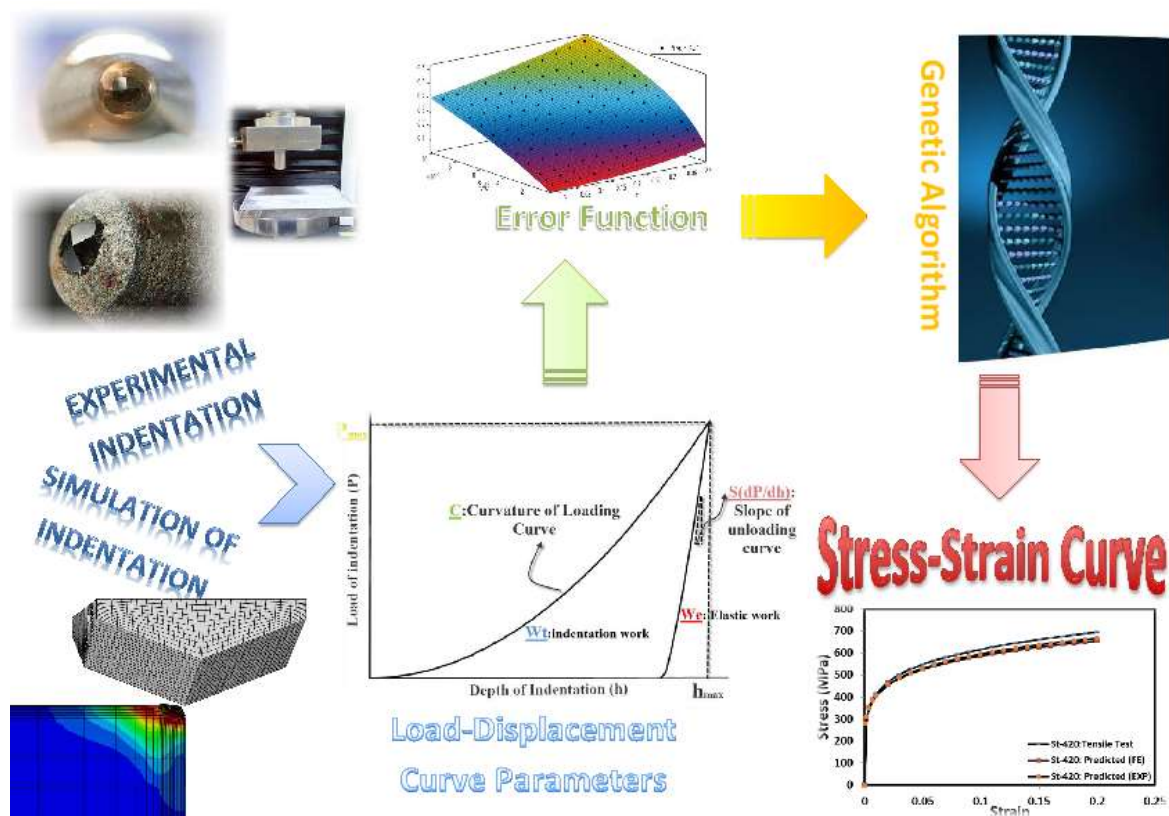 Error Function
Genetic Algorithm
EXPERIMENTAL
INDENTATION
SIMULATION OF
INDENTATION
Load of indentation (P)
C:Curvature of Loading
Curve
S(dP/dh):
Slope of
unloading
curve
Wt:Indentation work
We: Elastic work
Depth of Indentation (h)
hmax
Load-Displacement
Curve Parameters
Stress-Strain Curve
Stress (MPa)
800
700
600
500
400
300
200
100
0
St-420:Tensile Test
St-420: Predicted (FE)
St-420: Predicted (EXP)
0
0.05
0.1
0.15
0.2
0.25
Strain